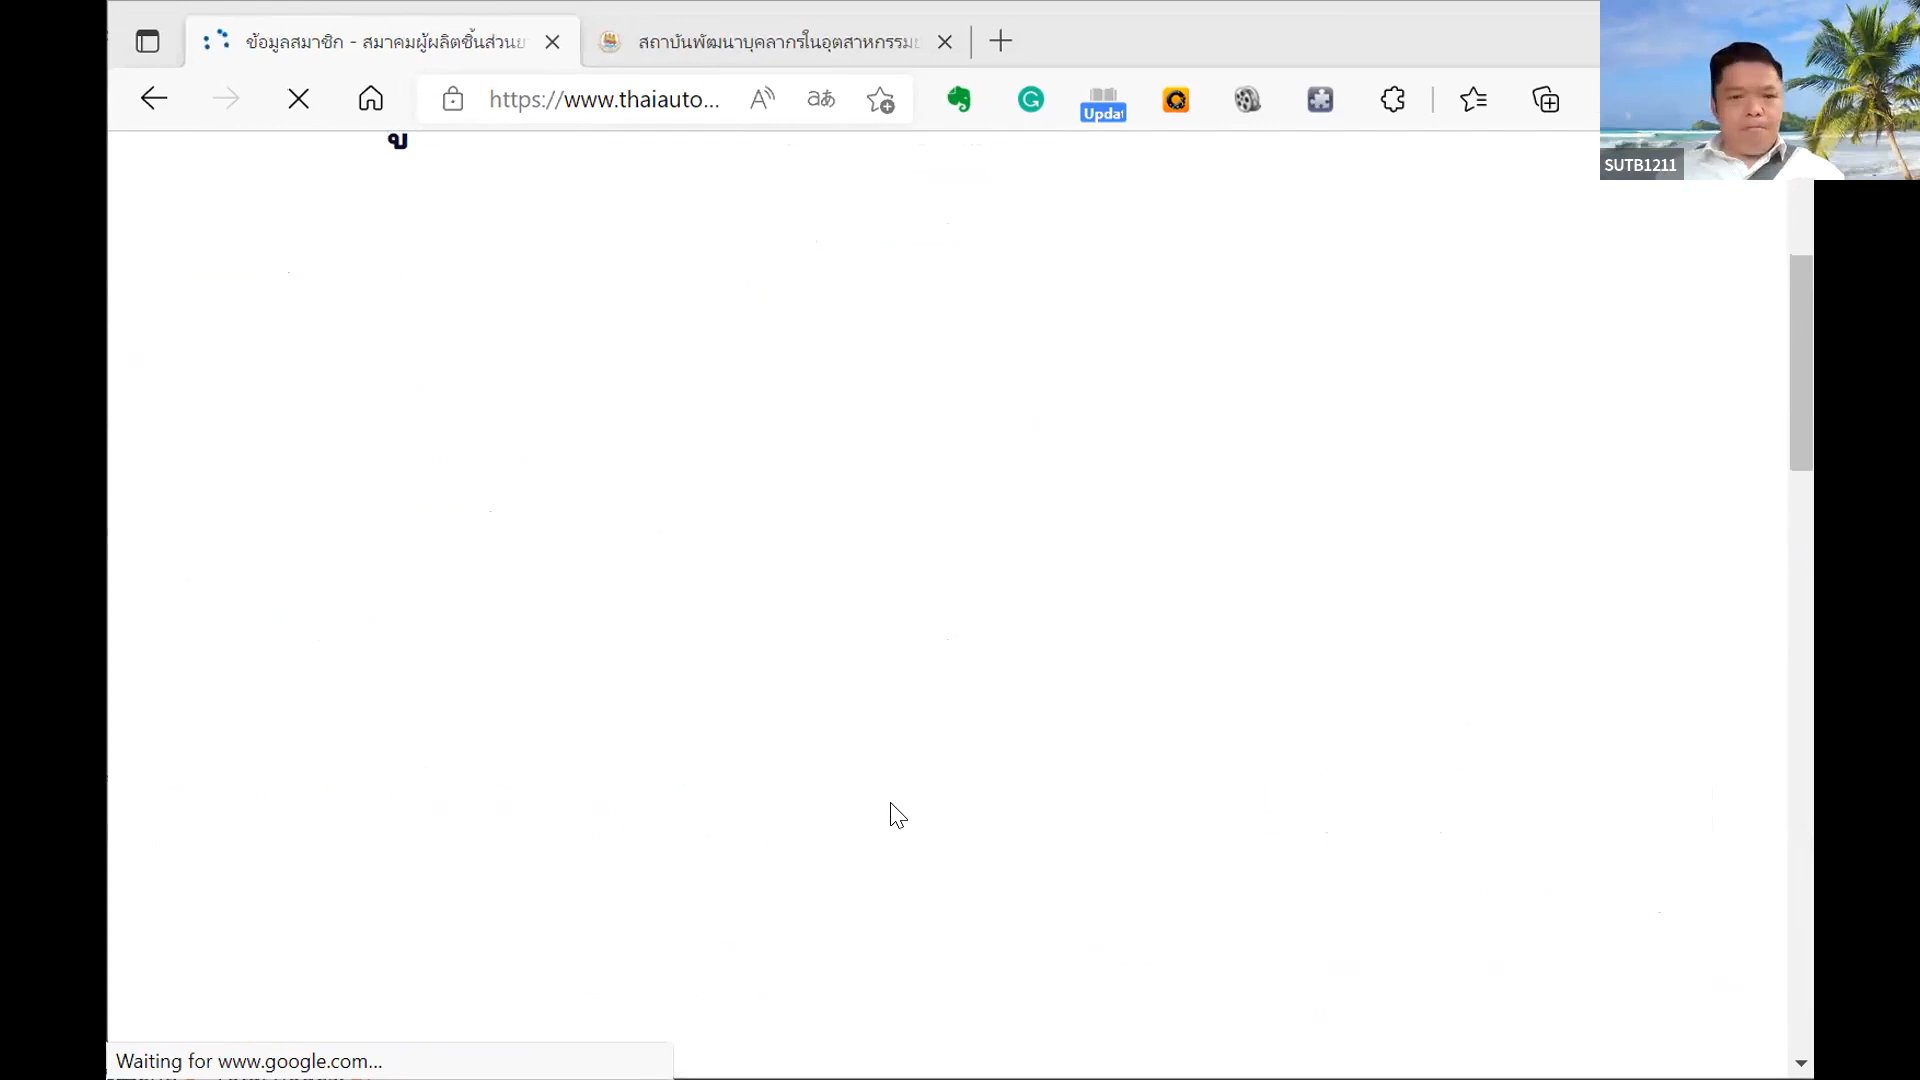 ข้อมูลสมาชิก - สมาคมผู้ผลิตชิ้นส่วนย
สถาบันพัฒนาบุคลากรในอุตสาหกรรมย
https://www.thaiauto...
Updat
SUTB1211
ข
Waiting for www.google.com...